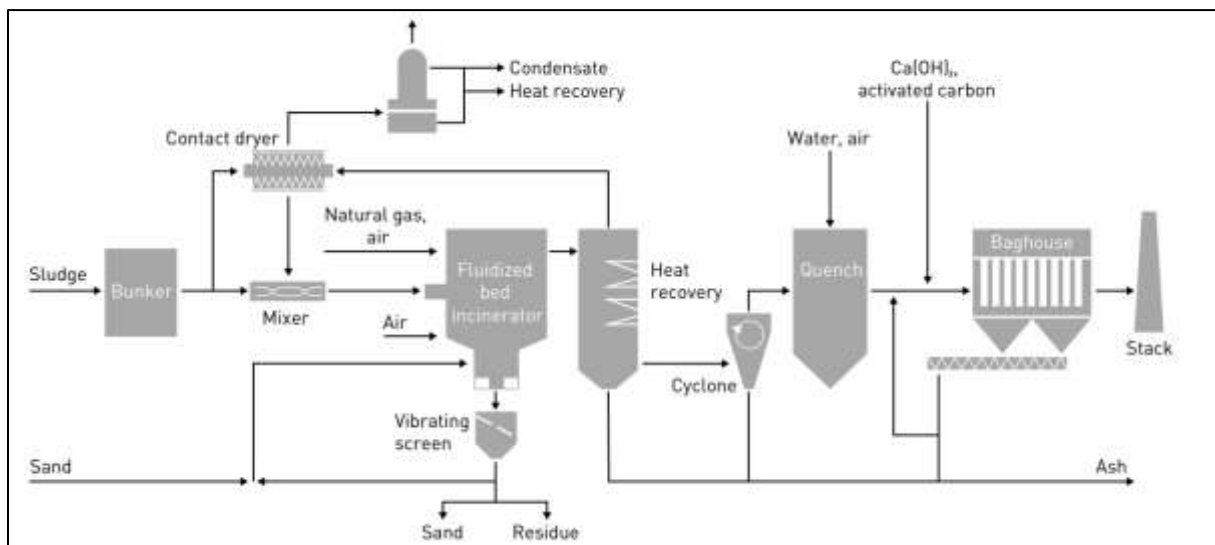 Condensate
Heat recovery
Ca(OH)₂,
activated carbon
Contact dryer
Water, air
Natural gas,
air
Baghouse
Sludge
Bunker
Fluidized
bed
incinerator
Heat
recovery
Quench
Mixer
Air
Stack
Cyclone
Vibrating
screen
Sand
Ash
Sand
Residue